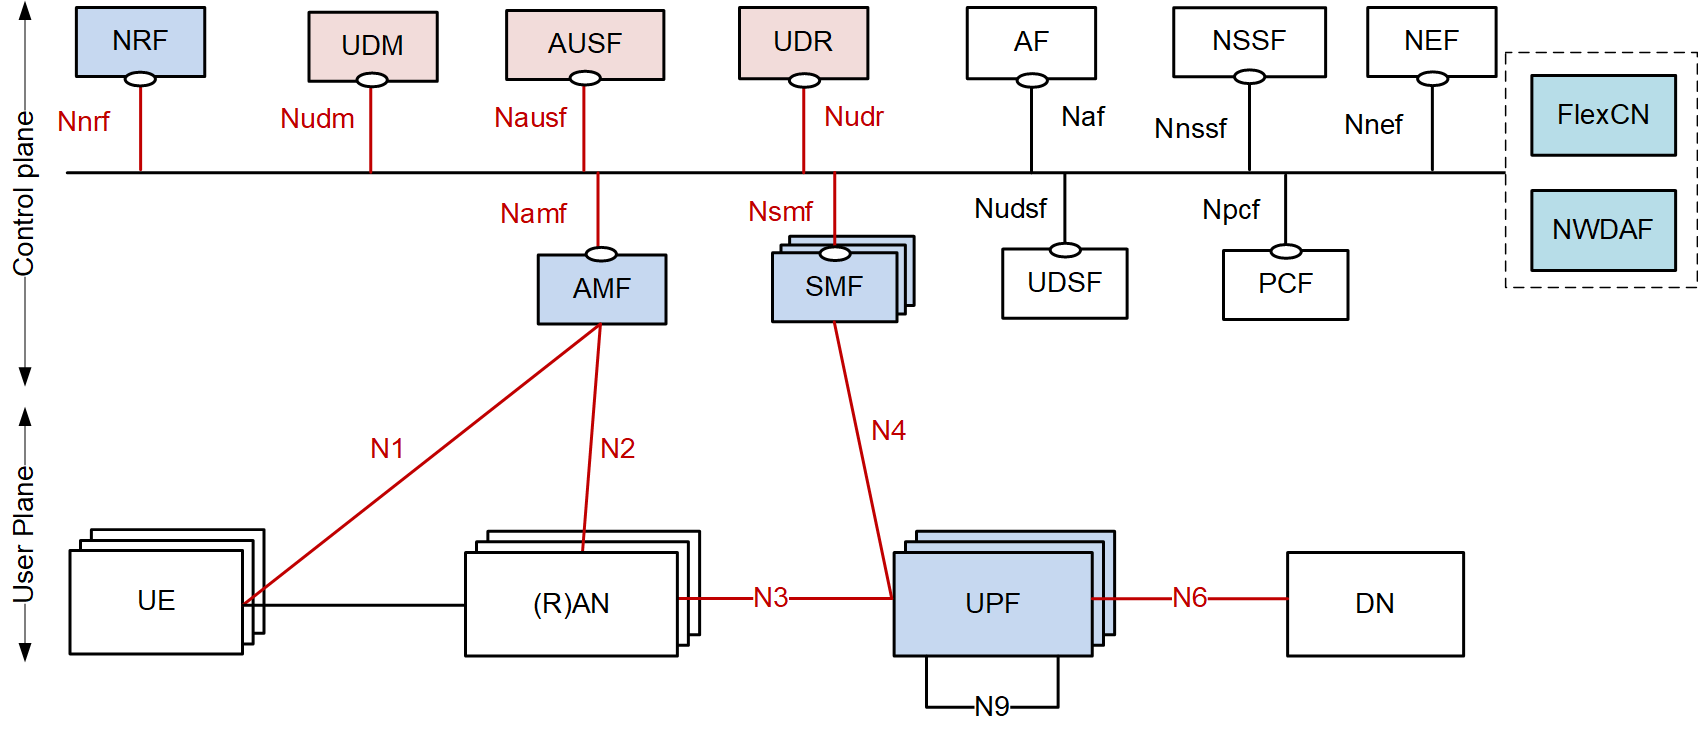 NRF
UDM
AUSF
UDR
AF
NSSF
NEF
FlexCN
Nnrf
Nudm
Nausf
Nudr
Naf
Nnssf
Nnef
Control plane
Namf
Nsmf
Nudsf
Npcf
NWDAF
AMF
SMF
UDSF
PCF
N1
N2
N4
User Plane
UE
(R)AN
N3
UPF
N6
DN
N9